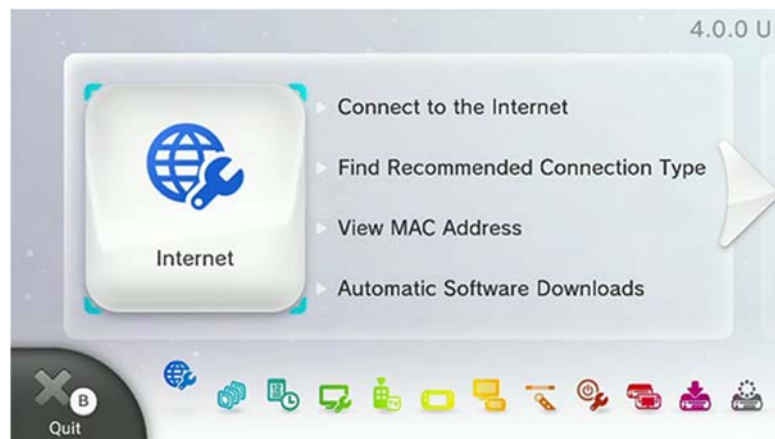 4.0.0 U
Connect to the Internet
Find Recommended Connection Type
View MAC Address
Internet
Automatic Software Downloads
B
Quit